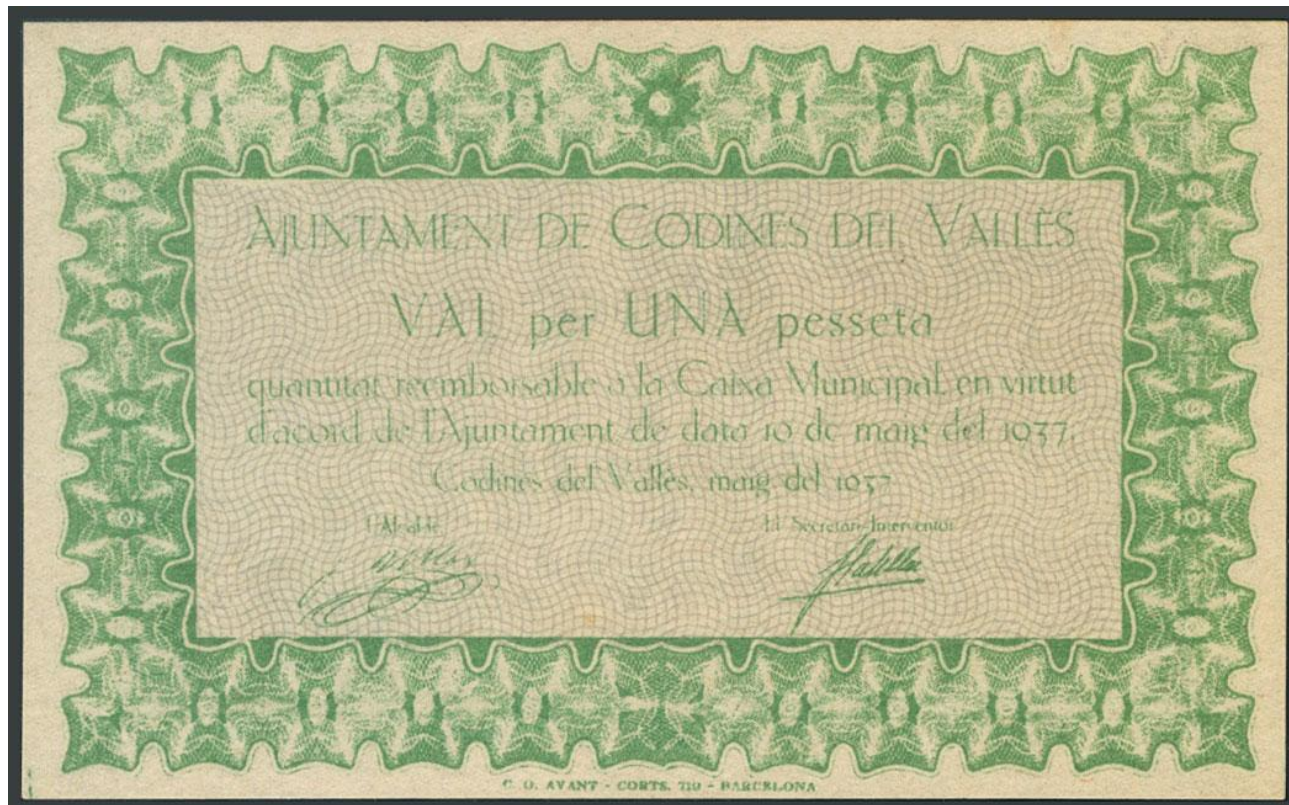 AJUNTAMENT DE CODINES DEL VALLÈS
VAL per UNA pesseta
quantitat reemborsable a la Caixa Municipal en virtut
d'acord de l'Ajuntament de data 10 de maig del 1937.
Codines del Vallès, maig del 1937
L'Alcalde
El Secretari-Interventor
C. O. AVANT - CORTS, 719 - BARCELONA